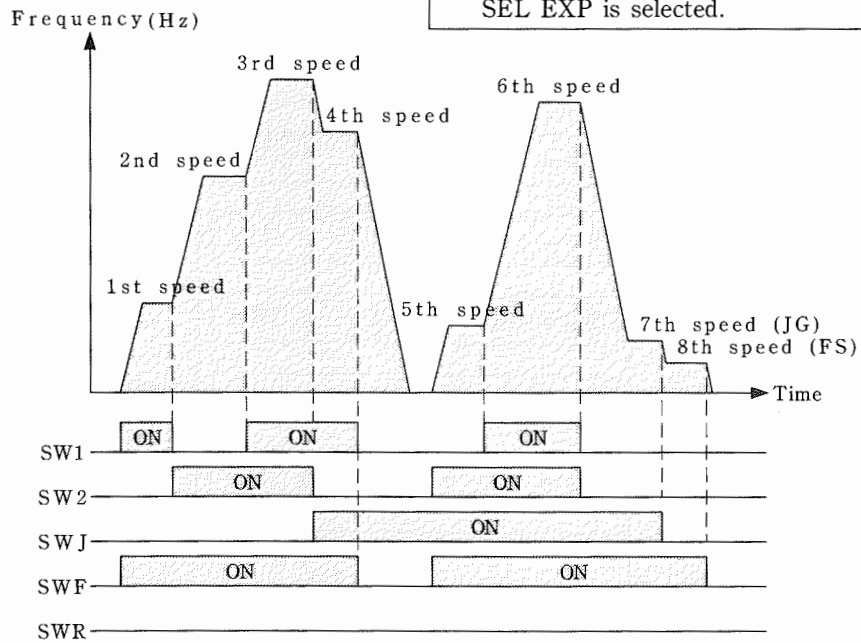 SEL EXP is selected.
Frequency(Hz)
3rd speed
6th speed
4th speed
2nd speed
1st speed
5th speed
7th speed (JG)
8th speed (FS)
Time
SW1 ON ON ON
SW2 ON ON
SWJ ON
SWF ON ON
SWR